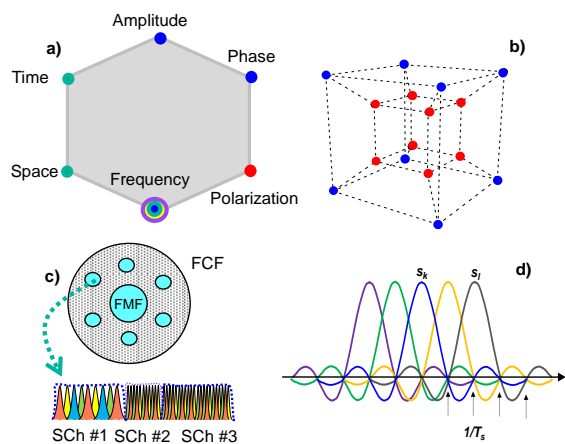 Amplitude
a)
b)
Phase
Time
Space
Frequency
Polarization
c)
FCF
d)
FMF
s_k
s_l
SCh #1 SCh #2 SCh #3
1/T_s